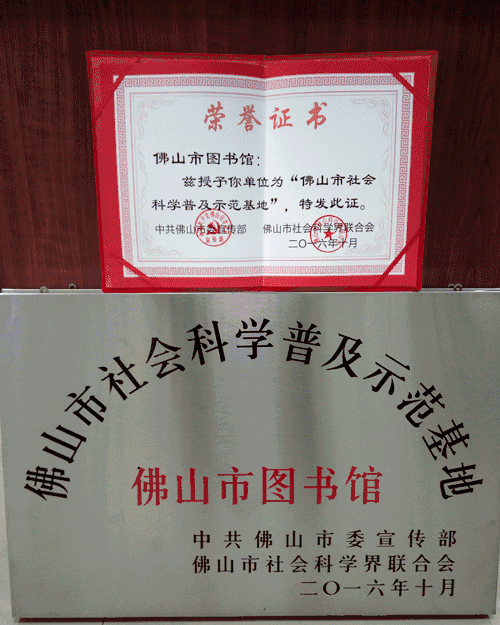 荣誉证书
佛山市图书馆：
兹授予你单位为“佛山市社会
科学普及示范基地”，特发此证。
中共佛山市委宣传部 佛山市社会科学界联合会
二〇一六年十月
佛山市社会科学普及示范基地
佛山市图书馆
中共佛山市委宣传部
佛山市社会科学界联合会
二〇一六年十月